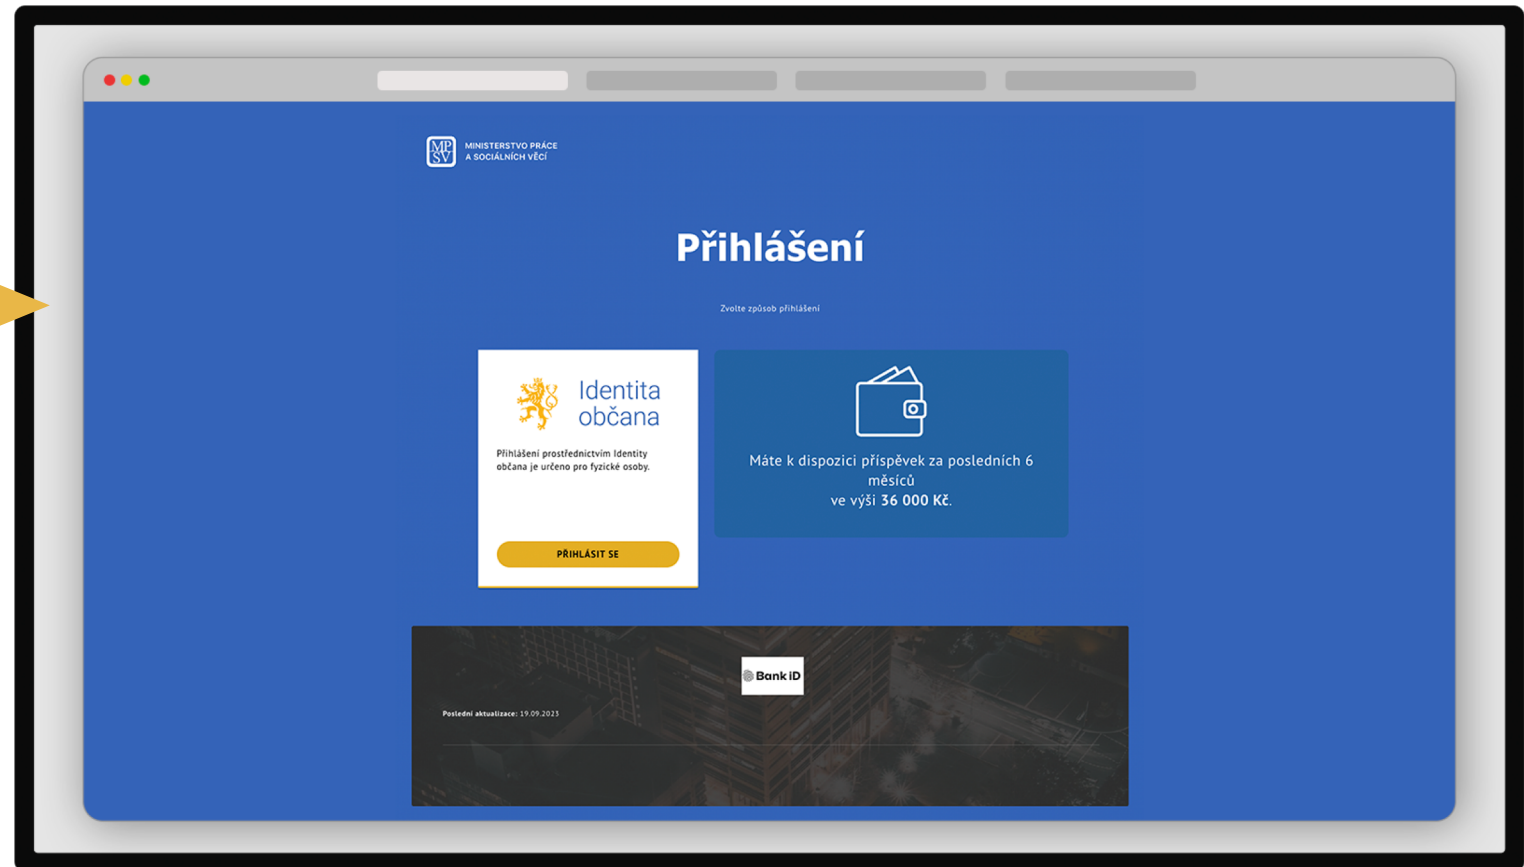 MP
SV
MINISTERSTVO PRÁCE
A SOCIÁLNÍCH VĚCÍ
Přihlášení
Zvolte způsob přihlášení
Identita
občana
Přihlášení prostřednictvím Identity
občana je určeno pro fyzické osoby.
PŘIHLÁSIT SE
Máte k dispozici příspěvek za posledních 6
měsíců
ve výši 36 000 Kč.
Bank iD
Poslední aktualizace: 19.09.2023